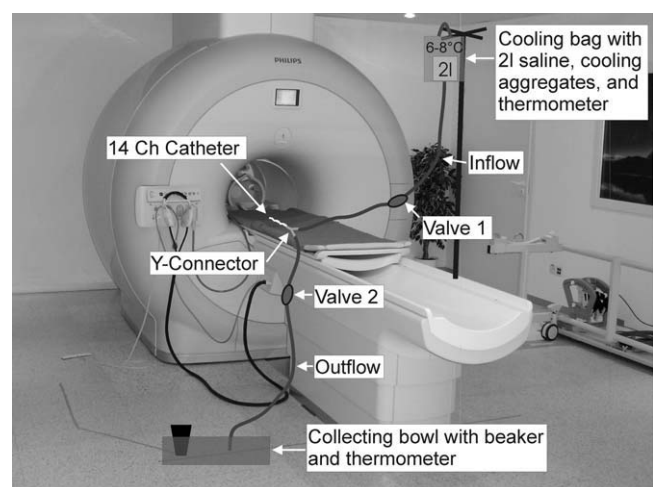 PHILIPS
6-8°C
2l
Cooling bag with
2l saline, cooling
aggregates, and
thermometer
14 Ch Catheter
Inflow
Valve 1
Y-Connector
Valve 2
Outflow
Collecting bowl with beaker
and thermometer